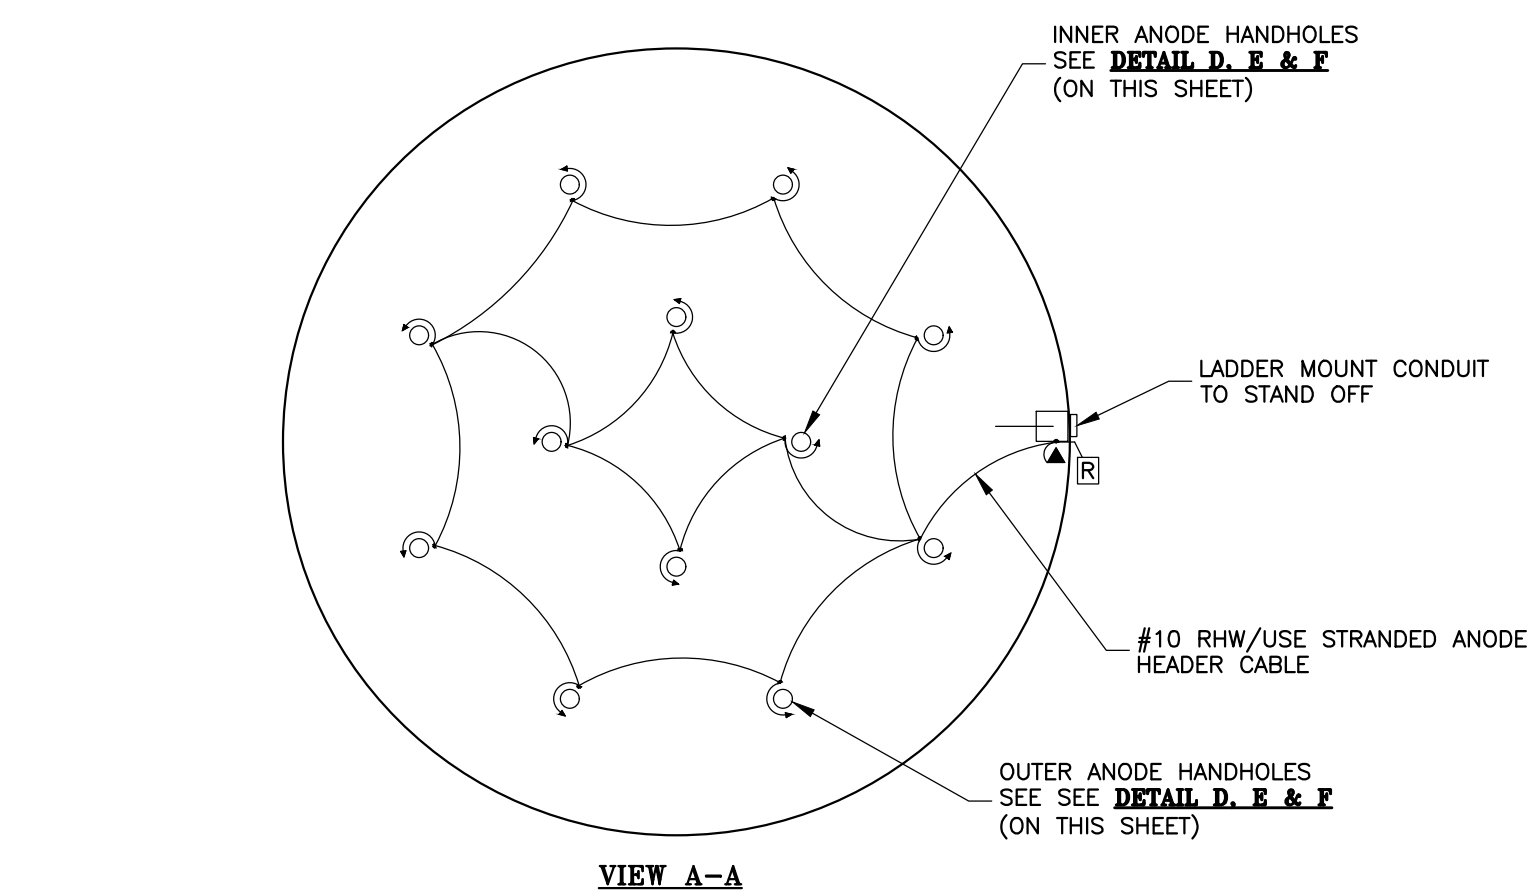 INNER ANODE HANDHOLES
SEE DETAIL D, E & F
(ON THIS SHEET)
LADDER MOUNT CONDUIT
TO STAND OFF
R
#10 RHW/USE STRANDED ANODE
HEADER CABLE
OUTER ANODE HANDHOLES
SEE SEE DETAIL D, E & F
(ON THIS SHEET)
VIEW A-A